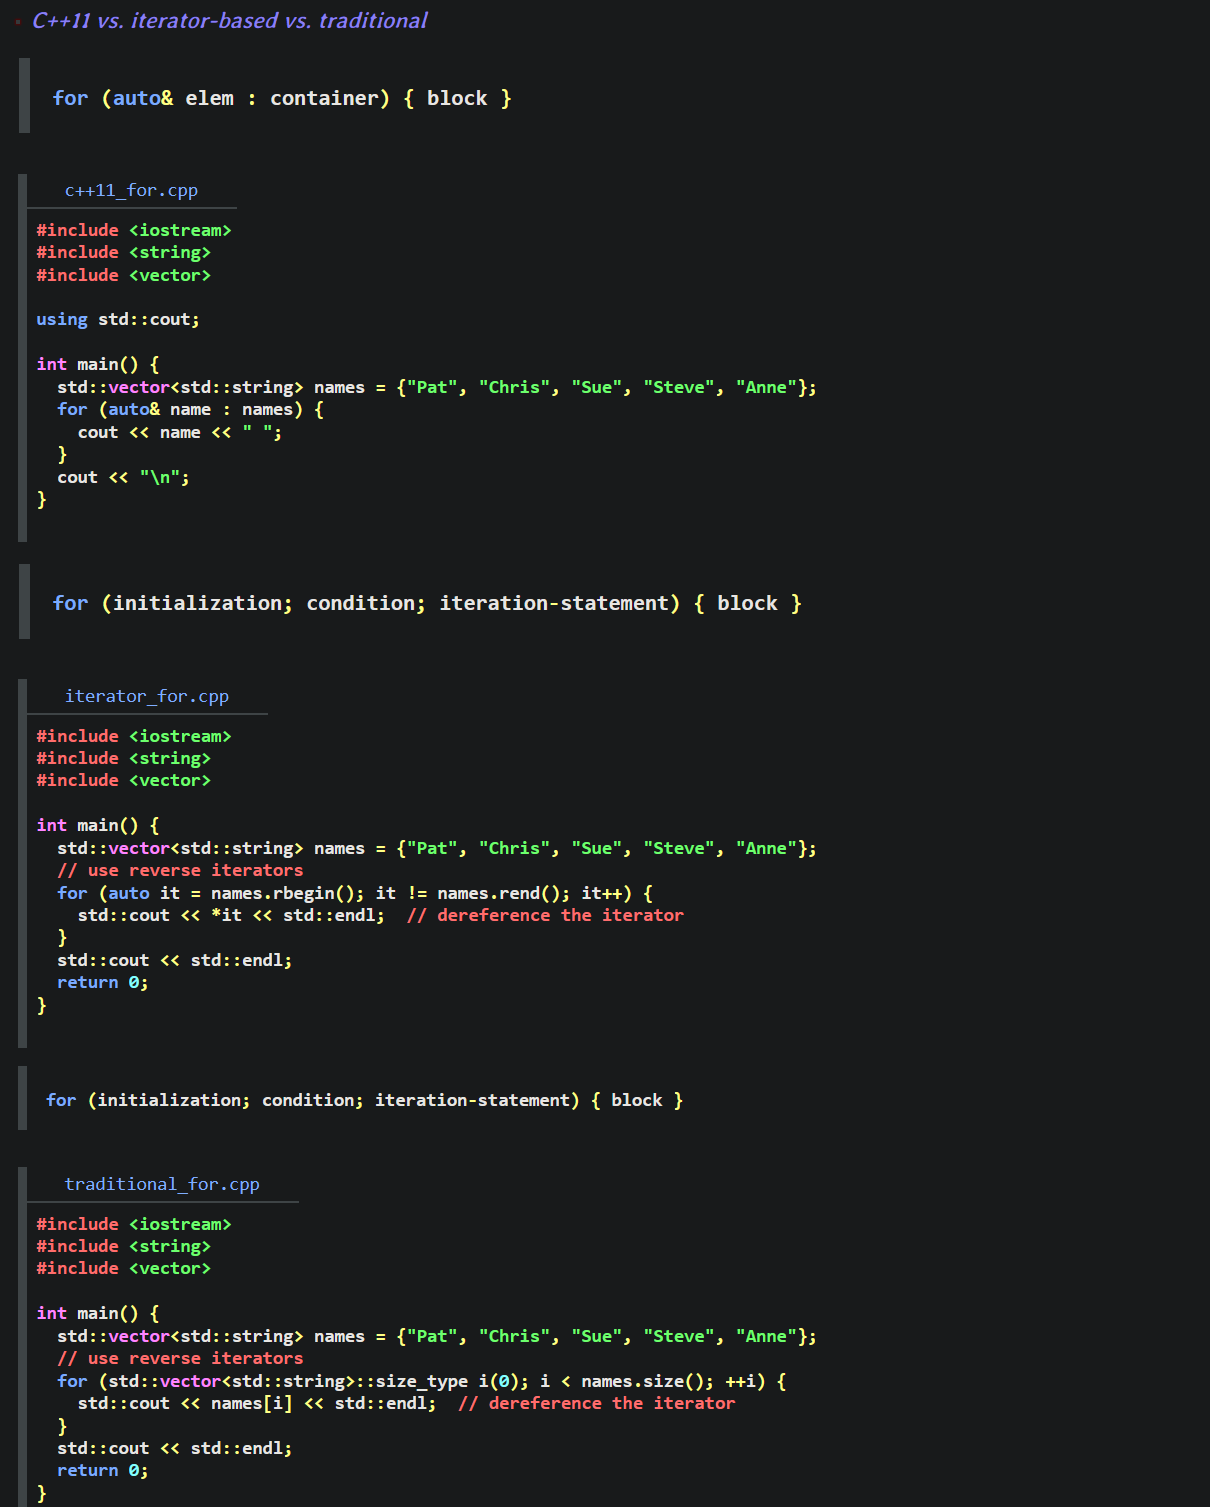 C++11 vs. iterator-based vs. traditional
for (auto& elem : container) { block }
c++11_for.cpp
#include <iostream>
#include <string>
#include <vector>
using std::cout;
int main() {
  std::vector<std::string> names = {"Pat", "Chris", "Sue", "Steve", "Anne"};
  for (auto& name : names) {
    cout << name << " ";
  }
  cout << "\n";
}
for (initialization; condition; iteration-statement) { block }
iterator_for.cpp
#include <iostream>
#include <string>
#include <vector>
int main() {
  std::vector<std::string> names = {"Pat", "Chris", "Sue", "Steve", "Anne"};
  // use reverse iterators
  for (auto it = names.rbegin(); it != names.rend(); it++) {
    std::cout << *it << std::endl;  // dereference the iterator
  }
  std::cout << std::endl;
  return 0;
}
for (initialization; condition; iteration-statement) { block }
traditional_for.cpp
#include <iostream>
#include <string>
#include <vector>
int main() {
  std::vector<std::string> names = {"Pat", "Chris", "Sue", "Steve", "Anne"};
  // use reverse iterators
  for (std::vector<std::string>::size_type i(0); i < names.size(); ++i) {
    std::cout << names[i] << std::endl;  // dereference the iterator
  }
  std::cout << std::endl;
  return 0;
}